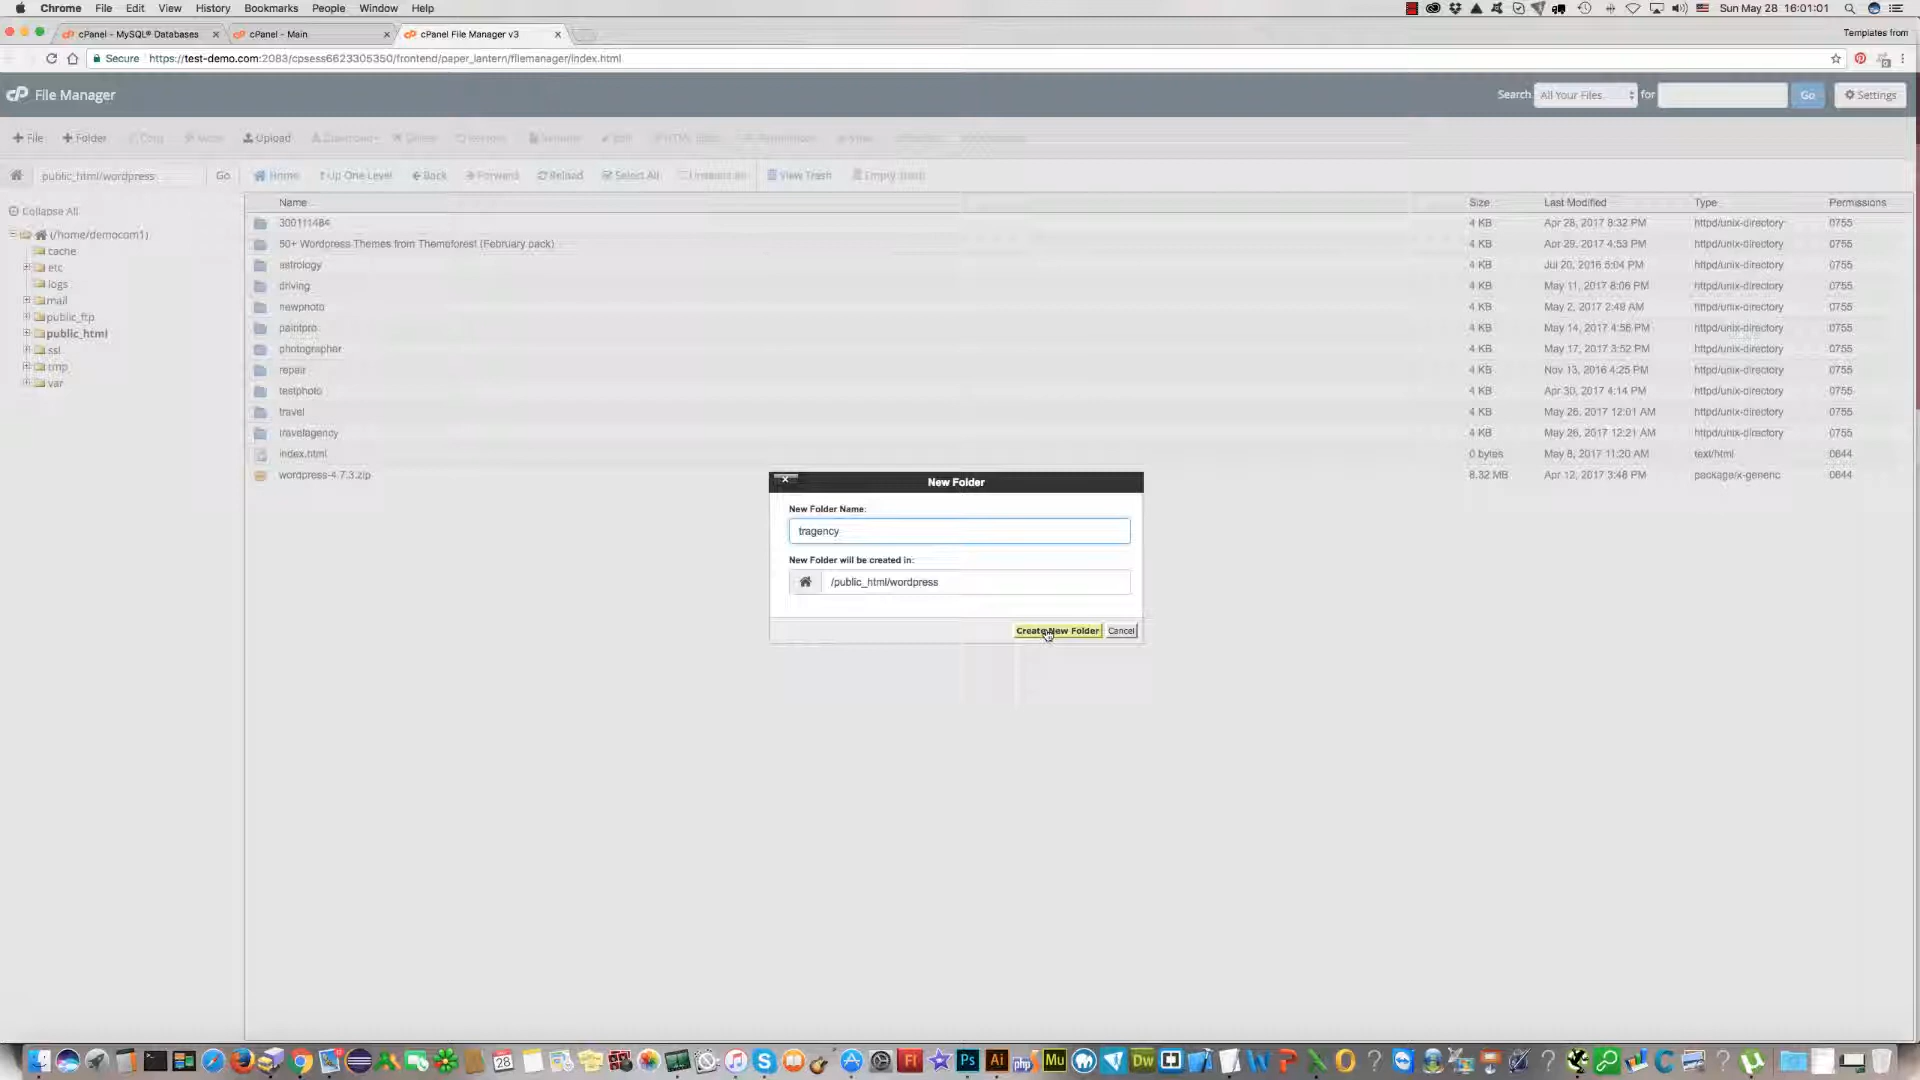 Chrome File Edit View History Bookmarks People Window Help Sun May 28 16:01:01
cPanel - MySQL® Databases cPanel - Main cPanel File Manager v3 Templates from
Secure https://test-demo.com:2083/cpsess6623305350/frontend/paper_lantern/filemanager/index.html
cP File Manager Search All Your Files for Go Settings
File Folder Copy Upload Download Delete Restore Rename Edit HTML Editor Permissions View
public_html/wordpress Go Home Up One Level Back Forward Reload Select All Unselect all View Trash Empty Trash
Name Size Last Modified Type Permissions
Collapse All
(/home/democom1)
cache
etc
logs
mail
public_ftp
public_html
ssl
tmp
var
300111484 4 KB Apr 28, 2017 8:32 PM httpd/unix-directory 0755
50+ Wordpress Themes from Themeforest (February pack) 4 KB Apr 29, 2017 4:53 PM httpd/unix-directory 0755
astrology 4 KB Jul 20, 2016 5:04 PM httpd/unix-directory 0755
driving 4 KB May 11, 2017 8:06 PM httpd/unix-directory 0755
newphoto 4 KB May 2, 2017 2:49 AM httpd/unix-directory 0755
paintpro 4 KB May 14, 2017 4:56 PM httpd/unix-directory 0755
photographer 4 KB May 17, 2017 3:52 PM httpd/unix-directory 0755
repair 4 KB Nov 13, 2016 4:25 PM httpd/unix-directory 0755
testphoto 4 KB Apr 30, 2017 4:14 PM httpd/unix-directory 0755
travel 4 KB May 26, 2017 12:01 AM httpd/unix-directory 0755
travelagency 4 KB May 26, 2017 12:21 AM httpd/unix-directory 0755
index.html 0 bytes May 8, 2017 11:20 AM text/html 0644
wordpress-4.7.3.zip 8.32 MB Apr 12, 2017 3:46 PM package/x-generic 0644
New Folder
New Folder Name:
tragency
New Folder will be created in:
/public_html/wordpress
Create New Folder Cancel
28 Fl Ps Ai php Mu Dw